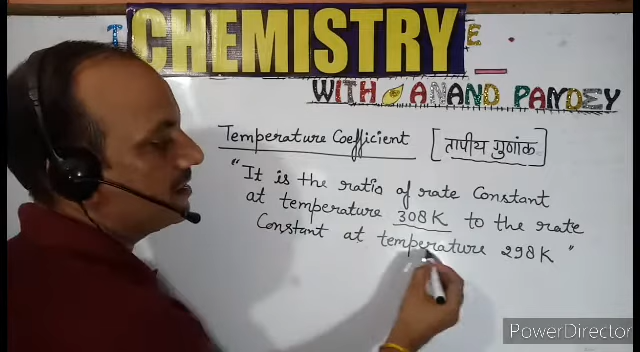 CHEMISTRY
WITH ANAND PANDEY
Temperature Coefficient [तापीय गुणांक]
"It is the ratio of rate constant
at temperature 308K to the rate
Constant at temperature 298K"
PowerDirector